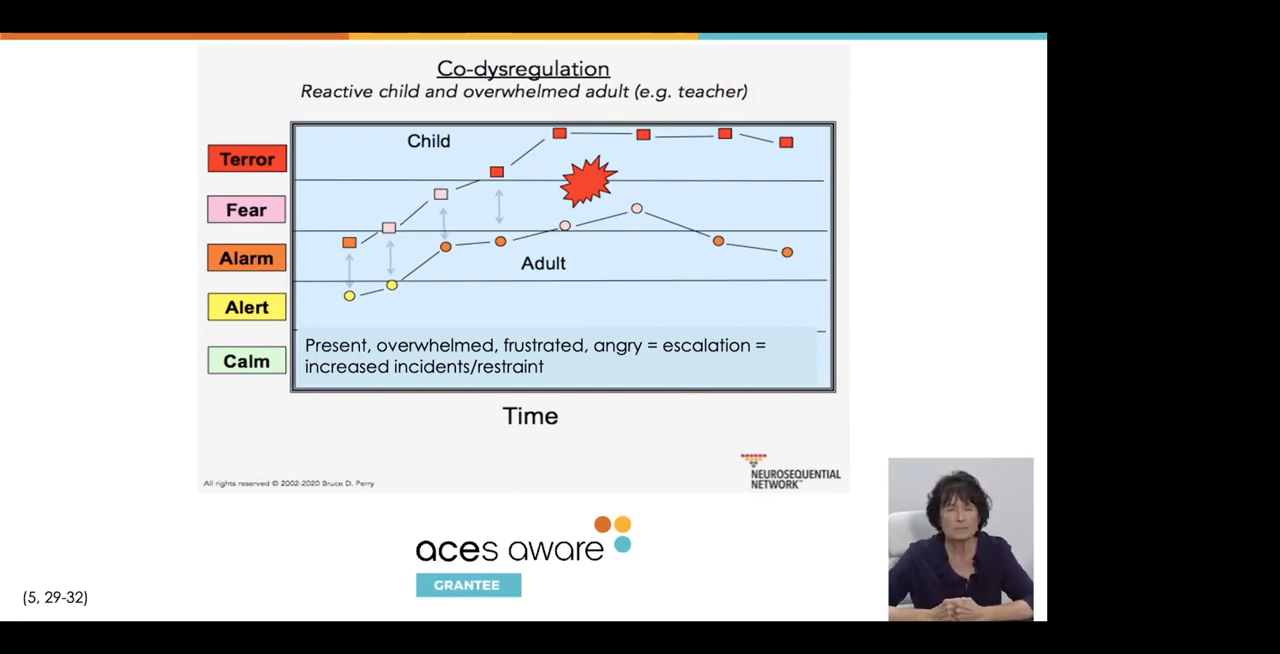 Co-dysregulation
Reactive child and overwhelmed adult (e.g. teacher)
Child
Terror
Fear
Alarm
Adult
Alert
Present, overwhelmed, frustrated, angry = escalation =
increased incidents/restraint
Calm
Time
All rights reserved © 2002-2020 Bruce D. Perry
NEUROSEQUENTIAL
NETWORK™
aces aware
GRANTEE
(5, 29-32)